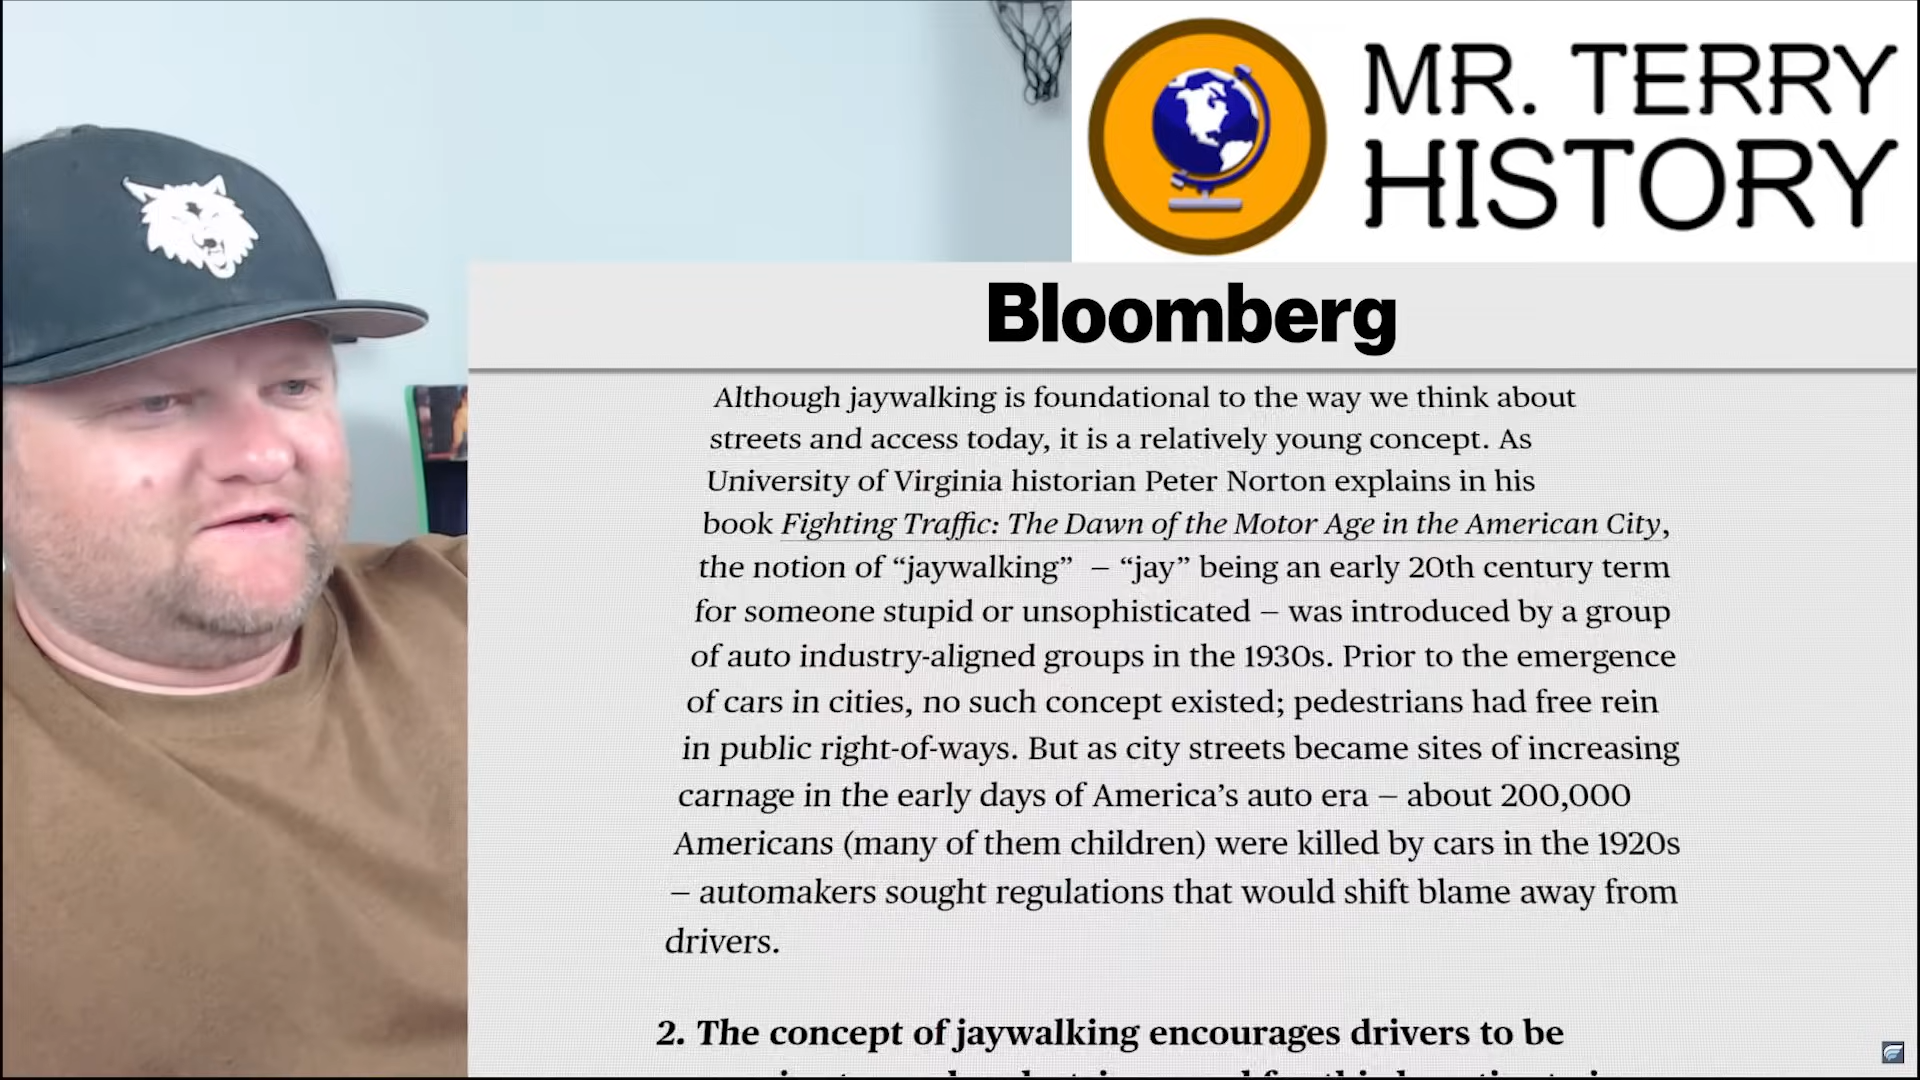 MR. TERRY
HISTORY
Bloomberg
Although jaywalking is foundational to the way we think about
streets and access today, it is a relatively young concept. As
University of Virginia historian Peter Norton explains in his
book Fighting Traffic: The Dawn of the Motor Age in the American City,
the notion of “jaywalking” – “jay” being an early 20th century term
for someone stupid or unsophisticated – was introduced by a group
of auto industry-aligned groups in the 1930s. Prior to the emergence
of cars in cities, no such concept existed; pedestrians had free rein
in public right-of-ways. But as city streets became sites of increasing
carnage in the early days of America’s auto era – about 200,000
Americans (many of them children) were killed by cars in the 1920s
– automakers sought regulations that would shift blame away from
drivers.
2. The concept of jaywalking encourages drivers to be